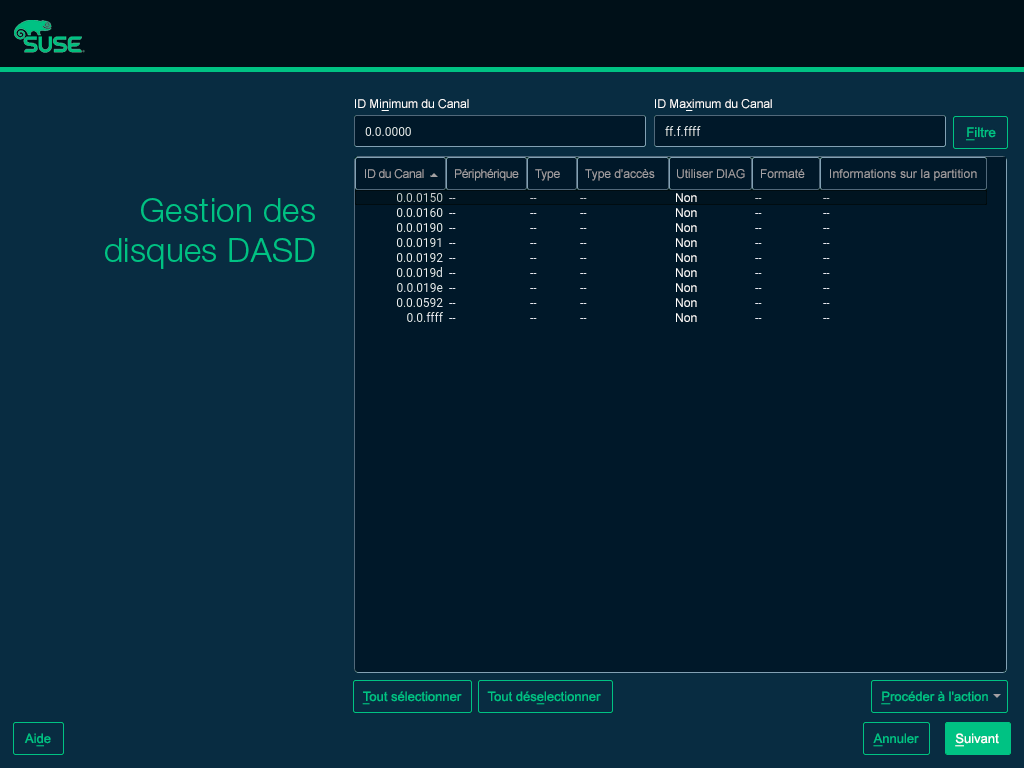 SUSE
ID Minimum du Canal ID Maximum du Canal
0.0.0000 ff.f.ffff Filtre
ID du Canal Périphérique Type Type d'accès Utiliser DIAG Formaté Informations sur la partition
0.0.0150 -- -- -- Non -- --
0.0.0160 -- -- -- Non -- --
0.0.0190 -- -- -- Non -- --
0.0.0191 -- -- -- Non -- --
0.0.0192 -- -- -- Non -- --
0.0.019d -- -- -- Non -- --
0.0.019e -- -- -- Non -- --
0.0.0592 -- -- -- Non -- --
0.0.ffff -- -- -- Non -- --
Gestion des
disques DASD
Tout sélectionner Tout déselectionner Procéder à l'action
Aide Annuler Suivant